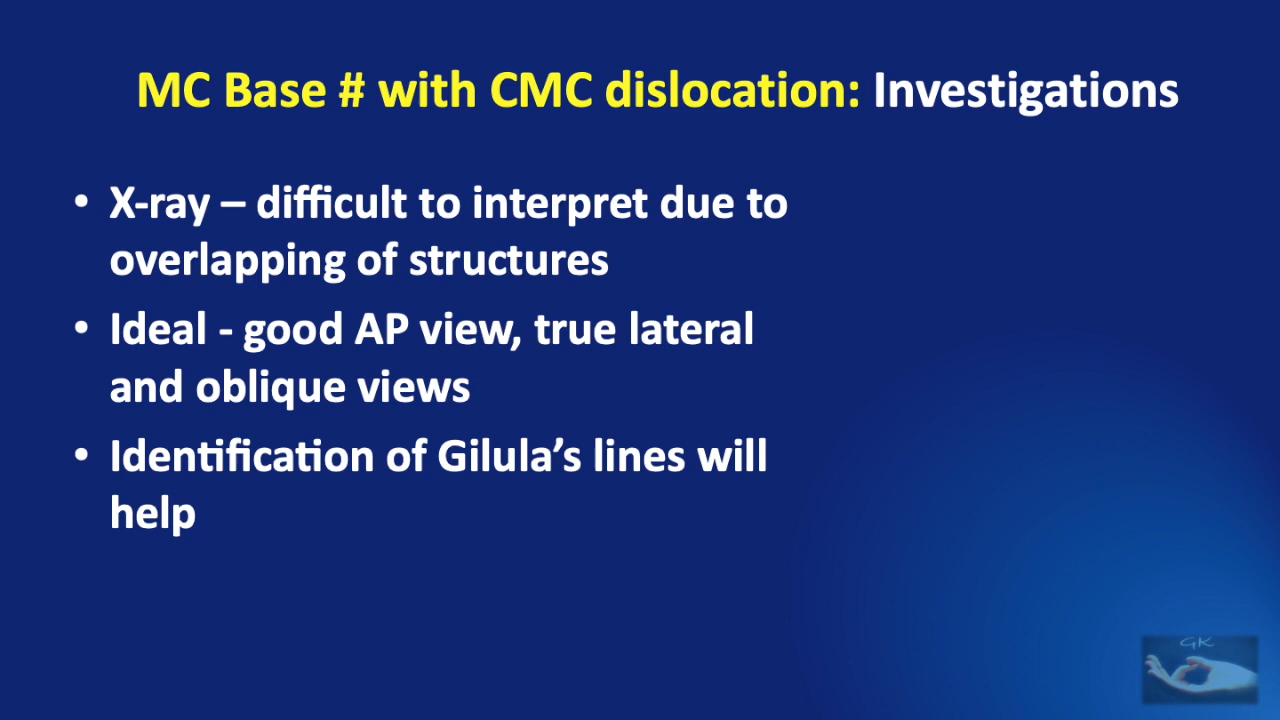 MC Base # with CMC dislocation: Investigations
• X-ray – difficult to interpret due to
overlapping of structures
• Ideal - good AP view, true lateral
and oblique views
• Identification of Gilula’s lines will
help
GK